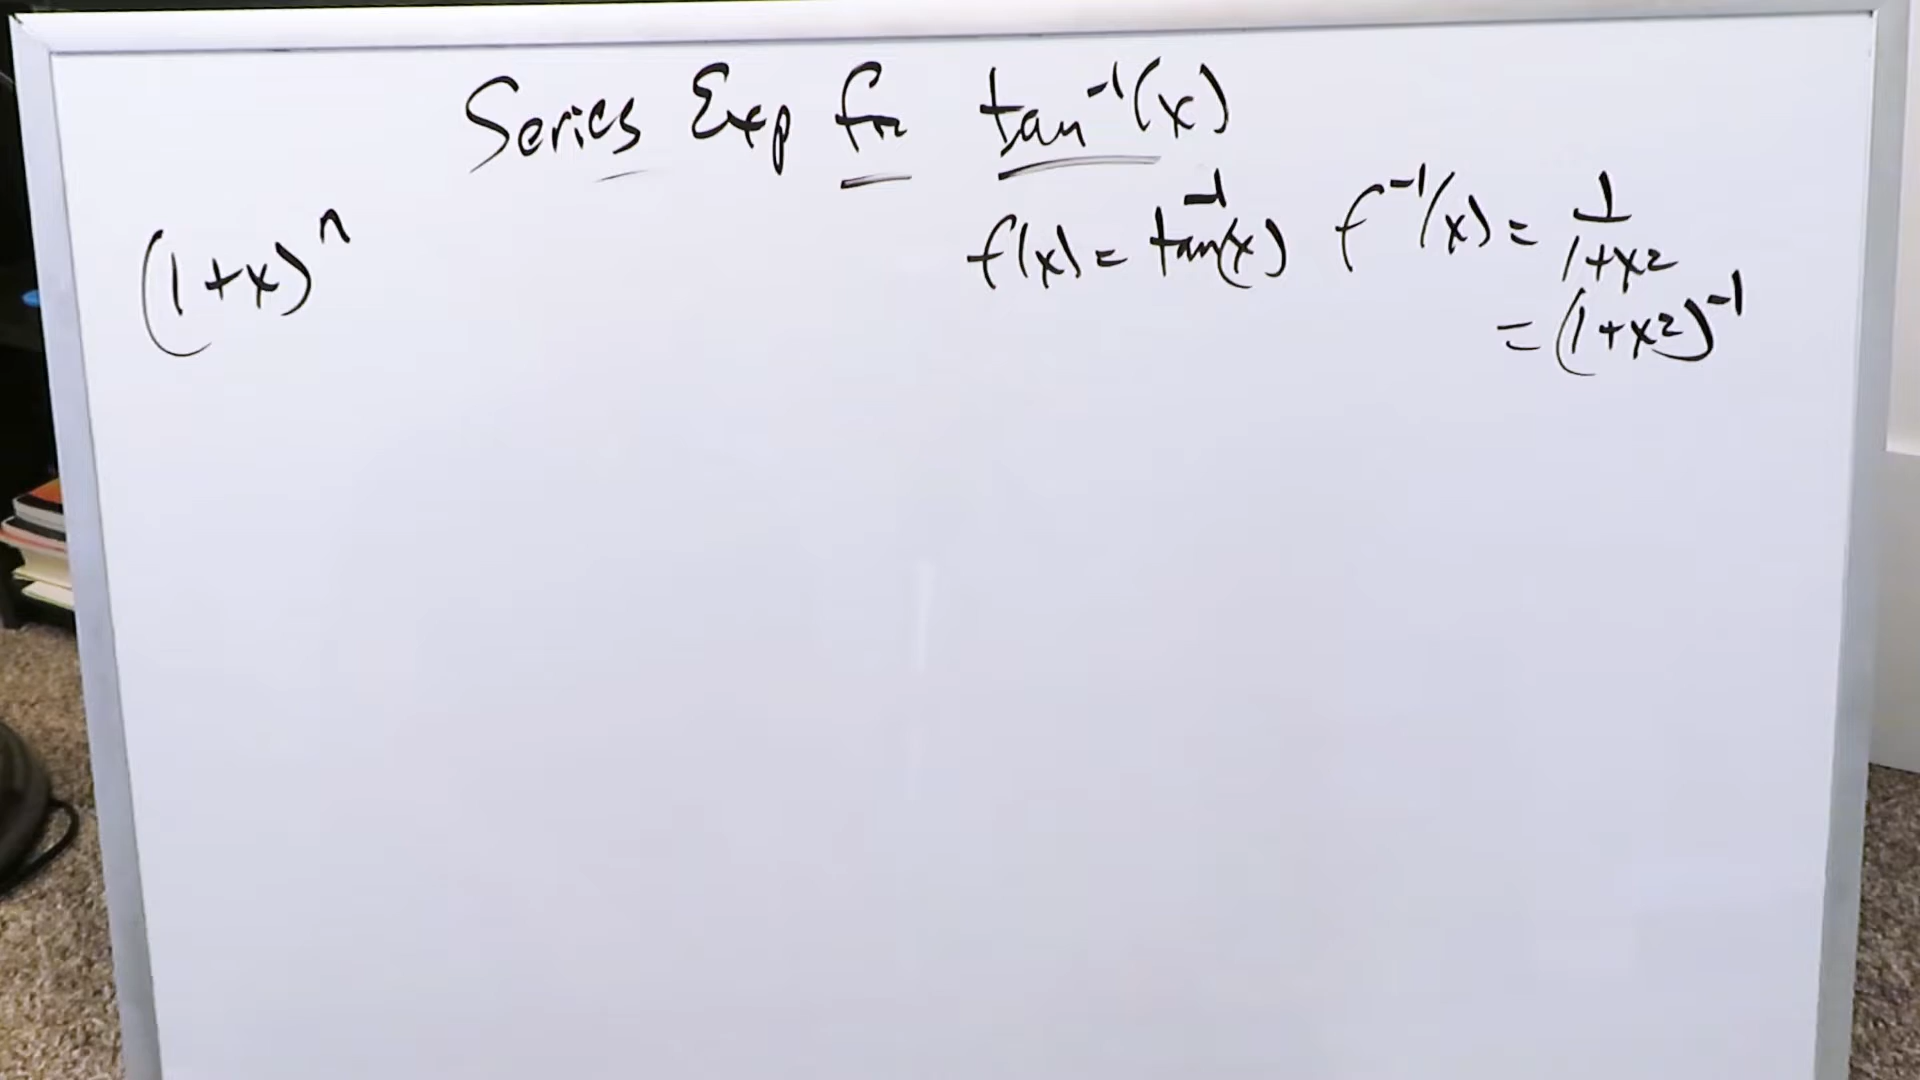 Series Exp for tan⁻¹(x)
(1+x)ⁿ
f(x) = tan⁻¹(x) f⁻¹(x) = 1/(1+x²)
= (1+x²)⁻¹